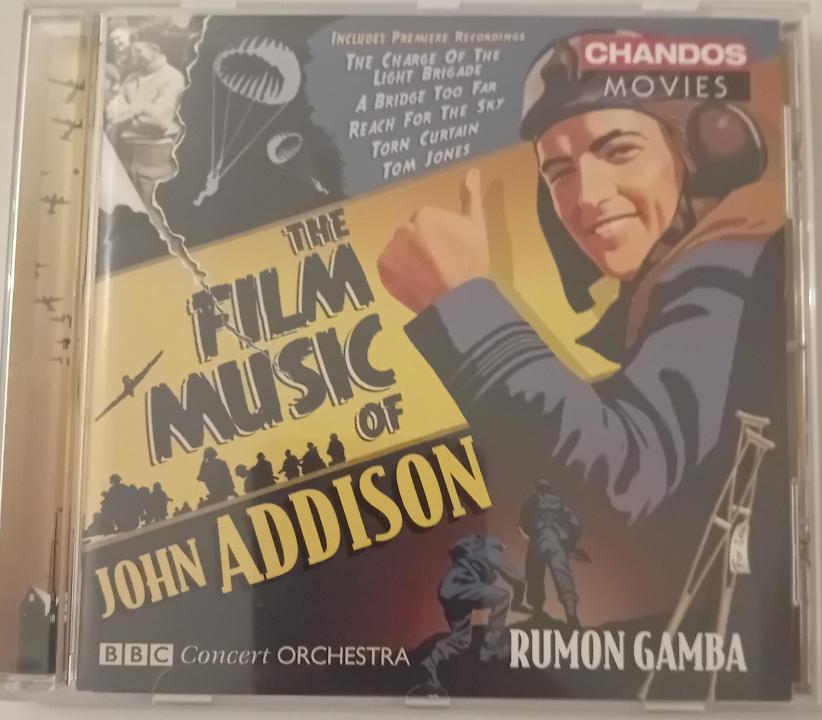 INCLUDES PREMIERE RECORDINGS
THE CHARGE OF THE
LIGHT BRIGADE
A BRIDGE TOO FAR
REACH FOR THE SKY
TORN CURTAIN
TOM JONES
CHANDOS
MOVIES
THE
FILM
MUSIC
OF
JOHN ADDISON
BBC Concert ORCHESTRA
RUMON GAMBA